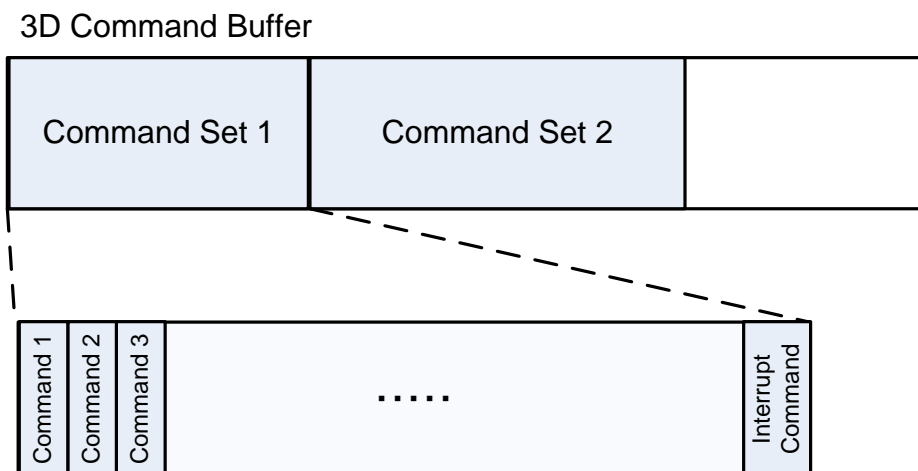 3D Command Buffer
Command Set 1
Command Set 2
Command 1
Command 2
Command 3
.....
Interrupt
Command